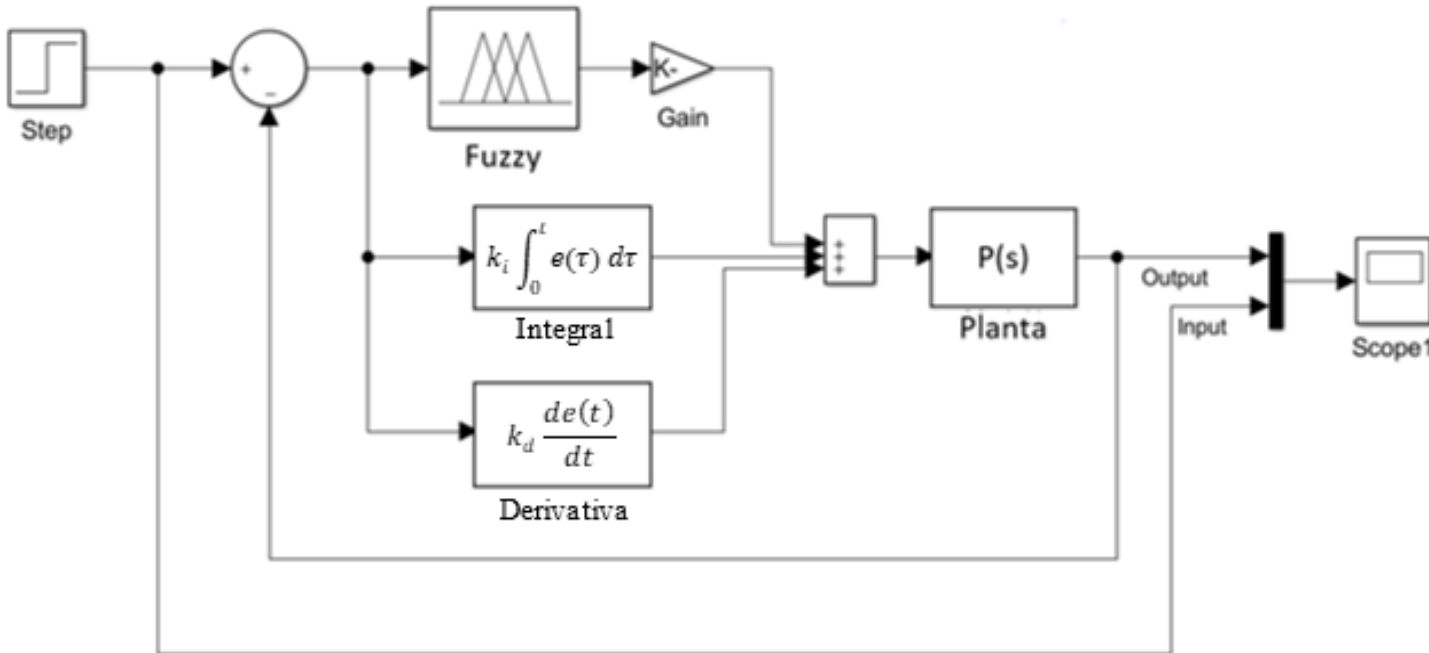 +
−
Step
K-
Gain
Fuzzy
k_i ∫_0^t e(τ) dτ
Integral
+
+
+
P(s)
Planta
Output
Input
Scope1
k_d de(t)/dt
Derivativa